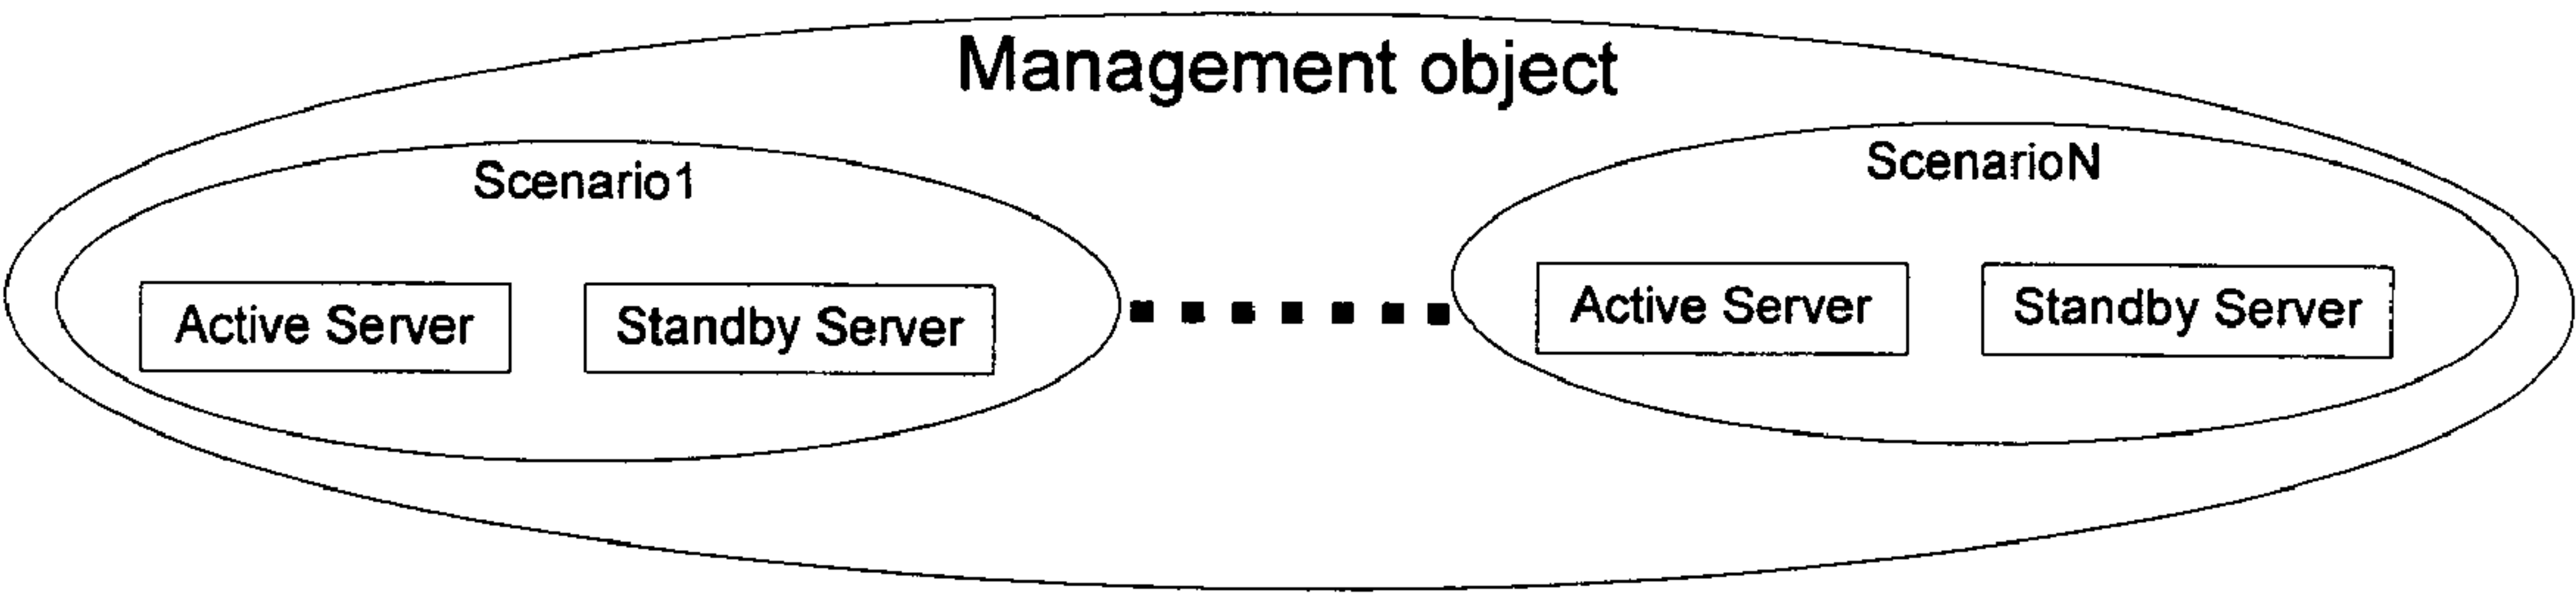 Management object
Scenario1
ScenarioN
Active Server
Standby Server
Active Server
Standby Server